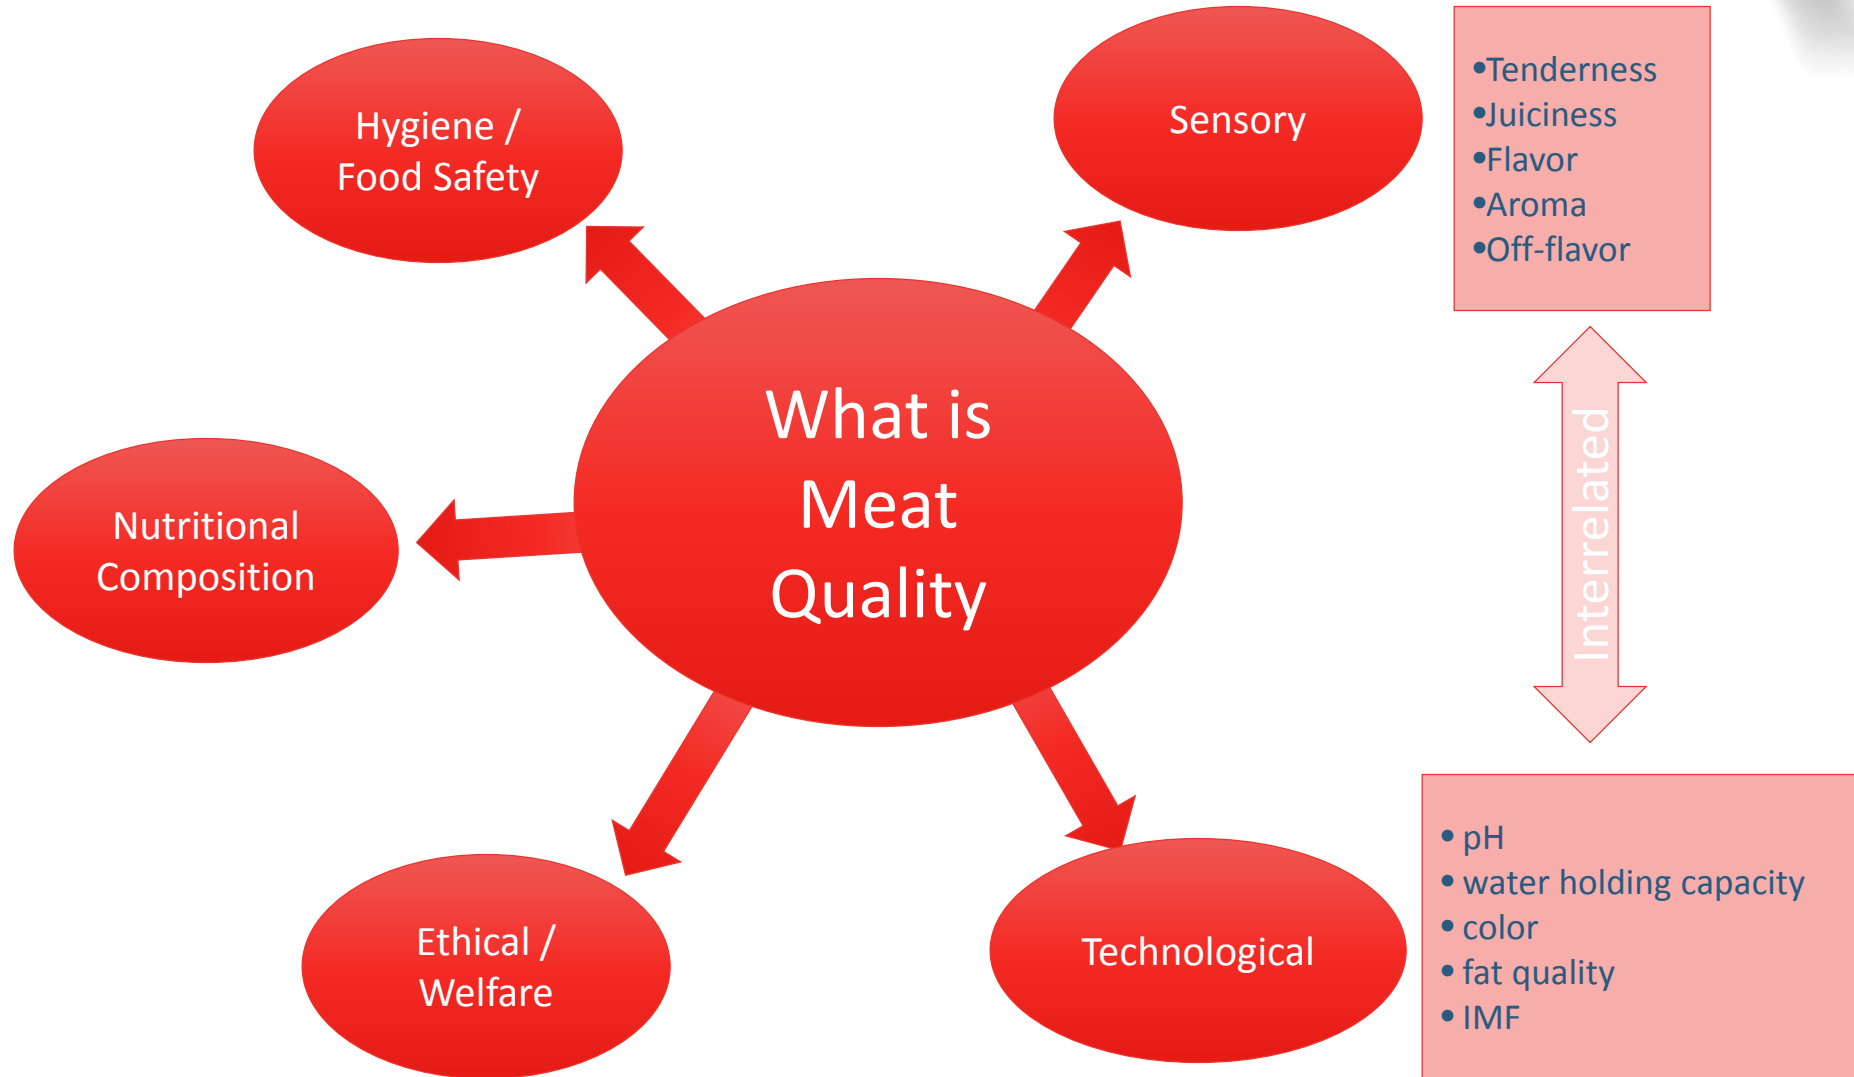 Hygiene /
Food Safety
Sensory
•Tenderness
•Juiciness
•Flavor
•Aroma
•Off-flavor
What is
Meat
Quality
Interrelated
Nutritional
Composition
Ethical /
Welfare
Technological
• pH
• water holding capacity
• color
• fat quality
• IMF